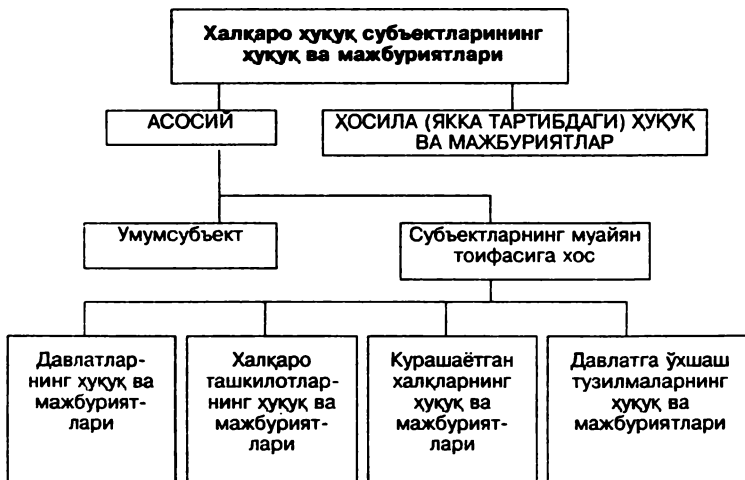 Халқаро ҳуқуқ субъектларининг
ҳуқуқ ва мажбуриятлари
АСОСИЙ
ҲОСИЛА (ЯККА ТАРТИБДАГИ) ҲУҚУҚ
ВА МАЖБУРИЯТЛАР
Умумсубъект
Субъектларнинг муайян
тоифасига хос
Давлатлар-
нинг ҳуқуқ ва
мажбурият-
лари
Халқаро
ташкилотлар-
нинг ҳуқуқ ва
мажбурият-
лари
Курашаётган
халқларнинг
ҳуқуқ ва
мажбурият-
лари
Давлатга ўхшаш
тузилмаларнинг
ҳуқуқ ва
мажбуриятлари